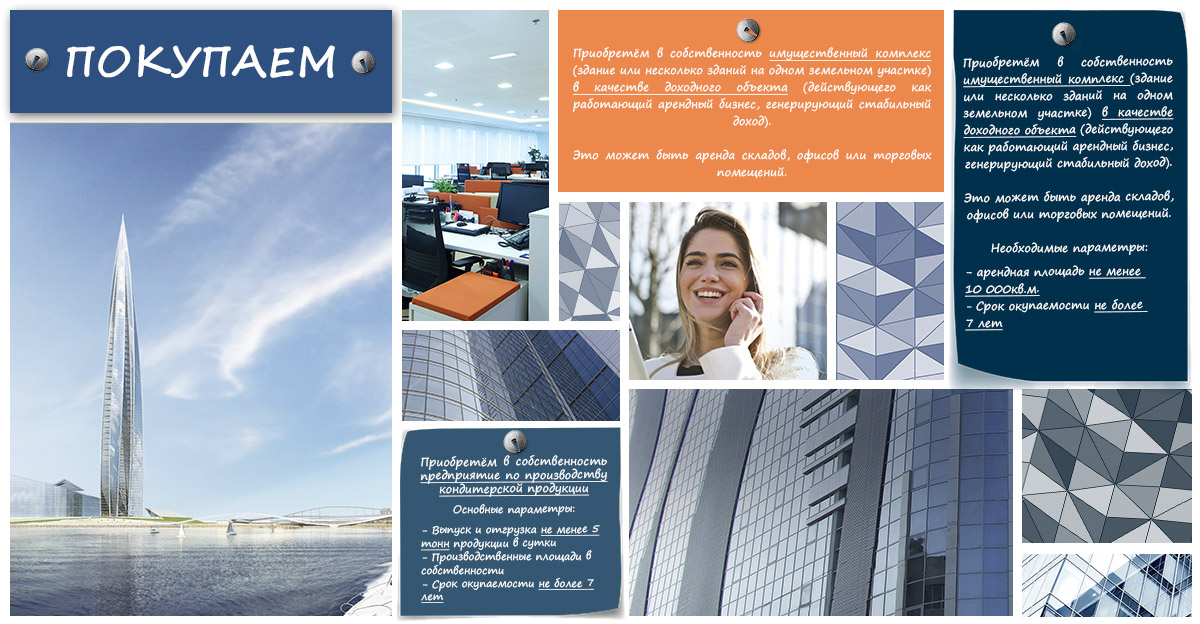 ПОКУПАЕМ
Приобретём в собственность имущественный комплекс
(здание или несколько зданий на одном земельном участке)
в качестве доходного объекта (действующего как
работающий арендный бизнес, генерирующий стабильный
доход).
Это может быть аренда складов, офисов или торговых
помещений.
Приобретём в собственность
имущественный комплекс (здание
или несколько зданий на одном
земельном участке) в качестве
доходного объекта (действующего
как работающий арендный бизнес,
генерирующий стабильный доход).
Это может быть аренда складов,
офисов или торговых помещений.
Необходимые параметры:
- арендная площадь не менее
10 000кв.м.
- Срок окупаемости не более
7 лет
Приобретём в собственность
предприятие по производству
кондитерской продукции
Основные параметры:
- Выпуск и отгрузка не менее 5
тонн продукции в сутки
- Производственные площади в
собственности
- Срок окупаемости не более 7
лет